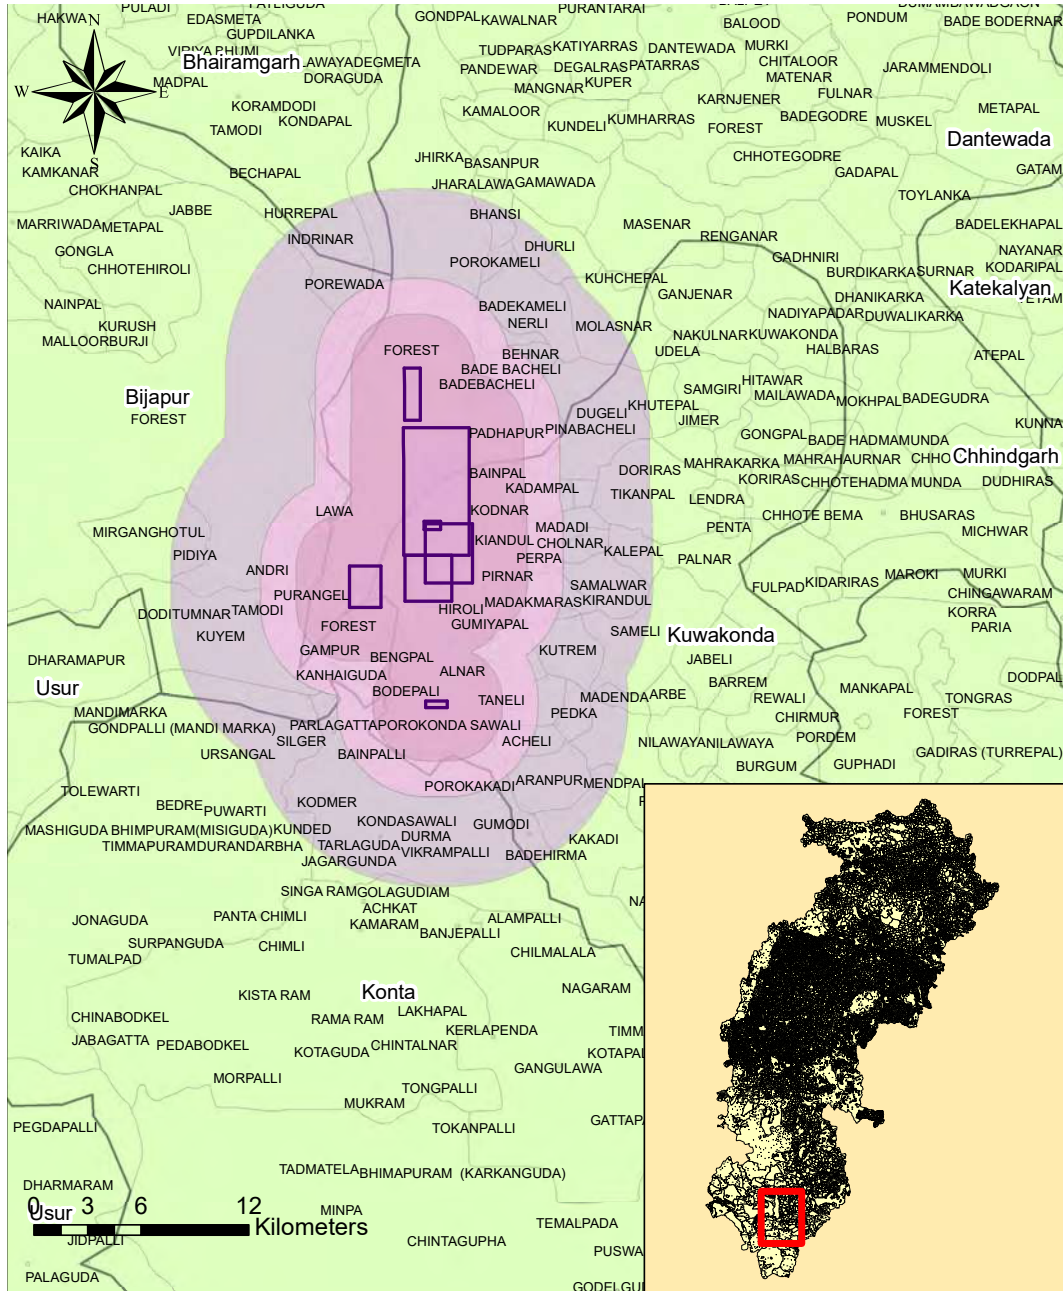 PULADI
HAKWA
N
EDASMETA
GUPDILANKA
GONDPAL
KAWALNAR
PURANTARAI
BALOOD
PONDUM
BADE BODERNAR
VIRIYA BHUMI
Bhairamgarh
LAWAYADEGMETA
DORAGUDA
MADPAL
W
E
S
KORAMDODI
KONDAPAL
TAMODI
TUDPARAS
KATIYARRAS
DANTEWADA
MURKI
PANDEWAR
DEGALRAS
PATARRAS
CHITALOOR
MATENAR
JARAM
MENDOLI
MANGNAR
KUPER
KARNJENER
FULNAR
KAMALOOR
KUMHARRAS
BADEGODRE
METAPAL
KUNDELI
FOREST
MUSKEL
Dantewada
KAIKA
KAMKANAR
CHOKHANPAL
BECHAPAL
JHIRKA
BASANPUR
JHARALAWA
GAMAWADA
CHHOTEGODRE
GADAPAL
GATAM
TOYLANKA
MARRIWADA
METAPAL
JABBE
HURREPAL
BHANSI
MASENAR
RENGANAR
BADELEKHAPAL
GONGLA
INDRINAR
DHURLI
NAYANAR
CHHOTEHIROLI
POREWADA
POROKAMELI
KUHCHEPAL
GADHNIRI
BURDIKARKA
SURNAR
KODARIPAL
Katekalyan
GANJENAR
DHANIKARKA
NAINPAL
BADEKAMELI
NADIYAPADAR
DUWALIKARKA
KURUSH
NERLI
MOLASNAR
NAKULNAR
KUWAKONDA
MALLOORBURJI
FOREST
BEHNAR
UDELA
HALBARAS
ATEPAL
BADE BACHELI
BADEBACHELI
Bijapur
FOREST
SAMGIRI
HITAWAR
MAILAWADA
MOKHPAL
BADEGUDRA
DUGELI
KHUTEPAL
JIMER
KUNNA
PADHAPUR
PINABACHELI
GONGPAL
BADE HADMAMUNDA
BAINPAL
DORIRAS
MAHRAKARKA
MAHRAHAURNAR
CHHO
Chhindgarh
KADAMPAL
TIKANPAL
KORIRAS
CHHOTEHADMA MUNDA
DUDHIRAS
LAWA
KODNAR
LENDRA
CHHOTE BEMA
BHUSARAS
MIRGANGHOTUL
MADADI
PENTA
MICHWAR
PIDIYA
KIANDUL
CHOLNAR
KALEPAL
PERPA
PALNAR
ANDRI
PIRNAR
SAMALWAR
FULPAD
KIDARIRAS
MAROKI
MURKI
CHINGAWARAM
PURANGEL
DODITUMNAR
TAMODI
HIROLI
MADAKMARAS
KIRANDUL
KORRA
PARIA
KUYEM
FOREST
GUMIYAPAL
SAMELI
Kuwakonda
GAMPUR
BENGPAL
KUTREM
JABELI
DHARAMAPUR
KANHAIGUDA
ALNAR
BARREM
DODPAL
Usur
BODEPALI
TANELI
MADENDA
ARBE
REWALI
MANKAPAL
TONGRAS
MANDIMARKA
PEDKA
CHIRMUR
FOREST
GONDPALLI (MANDI MARKA)
PARLAGATTA
POROKONDA SAWALI
PORDEM
SILGER
ACHELI
NILAWAYA
NILAWAYA
GADIRAS (TURREPAL)
URSANGAL
BAINPALLI
BURGUM
GUPHADI
TOLEWARTI
POROKAKADI
ARANPUR
MENDPAL
BEDRE
PUWARTI
KODMER
MASHIGUDA
BHIMPURAM(MISIGUDA)
KUNDED
KONDASAWALI
GUMODI
TIMMAPURAM
DURANDARBHA
TARLAGUDA
DURMA
KAKADI
JAGARGUNDA
VIKRAMPALLI
BADEHIRMA
SINGA RAM
GOLAGUDIAM
NA
JONAGUDA
PANTA CHIMLI
ACHKAT
ALAMPALLI
KAMARAM
BANJEPALLI
SURPANGUDA
CHIMLI
CHILMALALA
TUMALPAD
Konta
KISTA RAM
NAGARAM
LAKHAPAL
CHINABODKEL
RAMA RAM
KERLAPENDA
TIMM
JABAGATTA
PEDABODKEL
KOTAGUDA
CHINTALNAR
KOTAPAL
GANGULAWA
MORPALLI
TONGPALLI
MUKRAM
PEGDAPALLI
TOKANPALLI
GATTAPA
TADMATELA
BHIMAPURAM (KARKANGUDA)
DHARMARAM
0 3 6 12
Kilometers
Usur
MINPA
TEMALPADA
JIDPALLI
CHINTAGUPHA
PUSWA
PALAGUDA
GODELGU